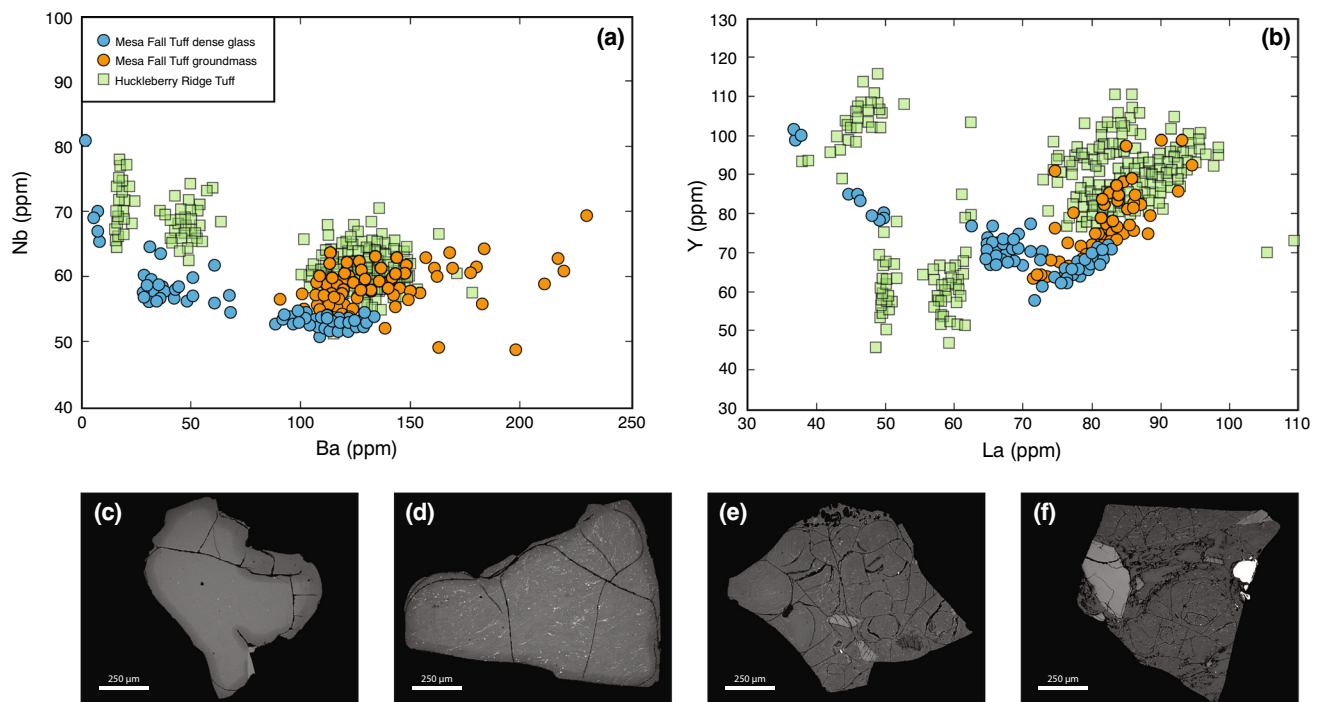 (a)
Mesa Fall Tuff dense glass
Mesa Fall Tuff groundmass
Huckleberry Ridge Tuff
Nb (ppm)
100
90
80
70
60
50
40
0
50
100
150
200
250
Ba (ppm)
(b)
Y (ppm)
130
120
110
100
90
80
70
60
50
40
30
30
40
50
60
70
80
90
100
110
La (ppm)
(c)
250 µm
(d)
250 µm
(e)
250 µm
(f)
250 µm